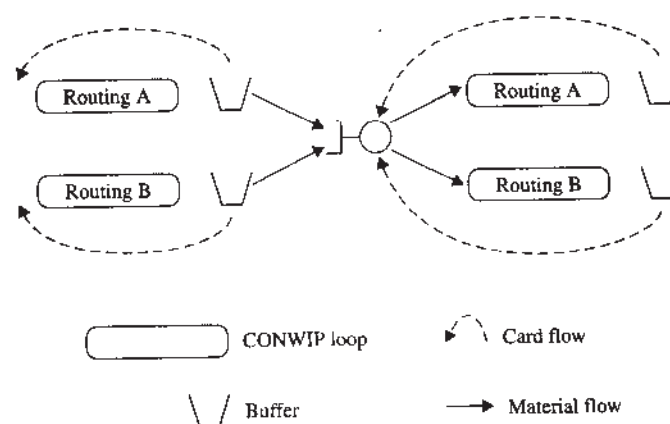 Routing A
Routing A
Routing B
Routing B
CONWIP loop
Card flow
Buffer
Material flow